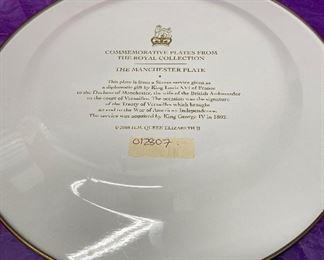 COMMEMORATIVE PLATES FROM
THE ROYAL COLLECTION
THE MANCHESTER PLATE
This plate is from a Sèvres service given as
a diplomatic gift by King Louis XVI of France
to the Duchess of Manchester, the wife of the British Ambassador
to the court of Versailles. The occasion was the signature
of the Treaty of Versailles which brought
an end to the War of American Independence.
The service was acquired by King George IV in 1802.
© 2008 H.M. QUEEN ELIZABETH II
012807